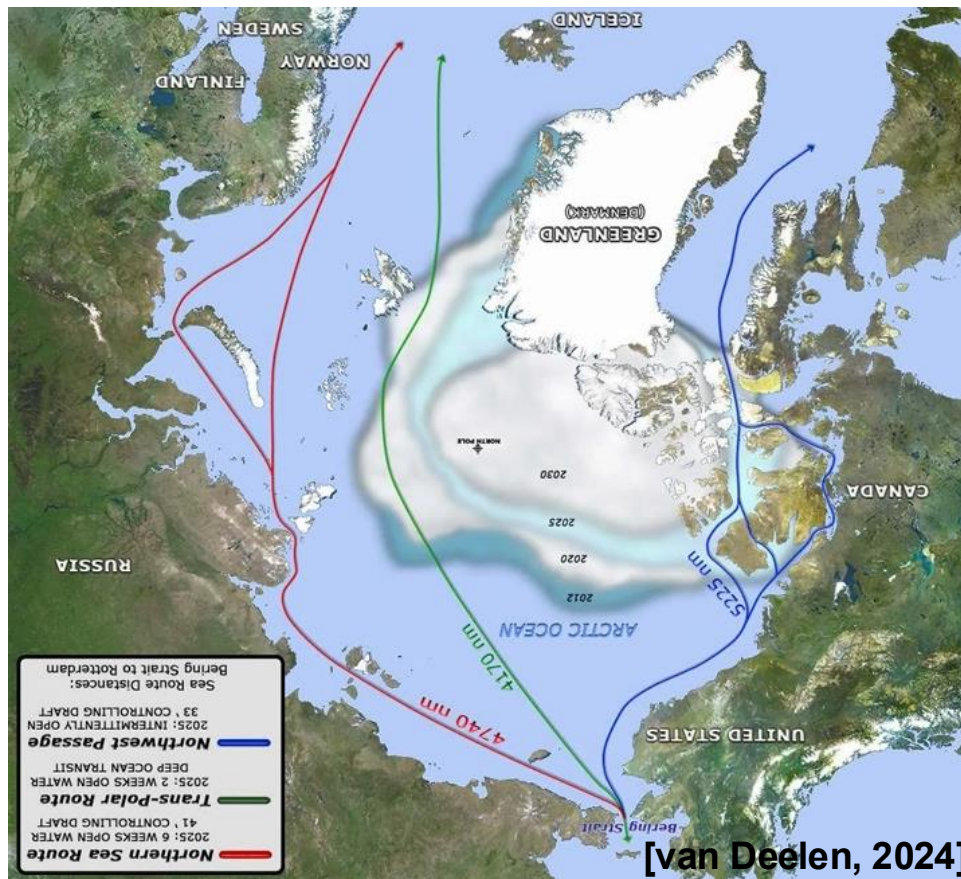 Bering Strait
UNITED STATES
Northern Sea Route
2025: 6 WEEKS OPEN WATER
41 ' CONTROLLING DRAFT
Trans-Polar Route
2025: 2 WEEKS OPEN WATER
DEEP OCEAN TRANSIT
Northwest Passage
2025: INTERMITTENTLY OPEN
33 ' CONTROLLING DRAFT
Sea Route Distances:
Bering Strait to Rotterdam
4740 nm
4170 nm
5225 nm
ARCTIC OCEAN
2012
2020
2025
2030
RUSSIA
CANADA
NORTH POLE
GREENLAND
(DENMARK)
FINLAND
NORWAY
SWEDEN
ICELAND
[van Deelen, 2024]